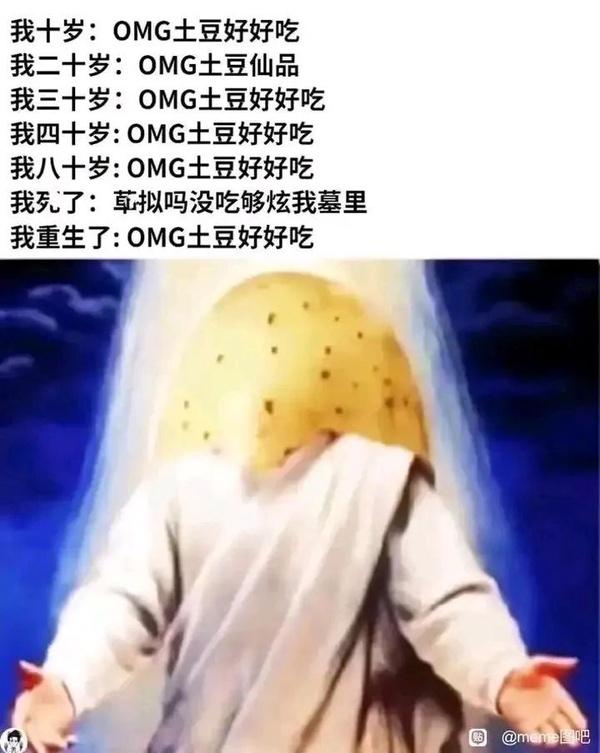 我十岁：OMG土豆好好吃
我二十岁：OMG土豆仙品
我三十岁：OMG土豆好好吃
我四十岁：OMG土豆好好吃
我八十岁：OMG土豆好好吃
我死了：草拟吗没吃够炫我墓里
我重生了：OMG土豆好好吃
贴 @meme图吧